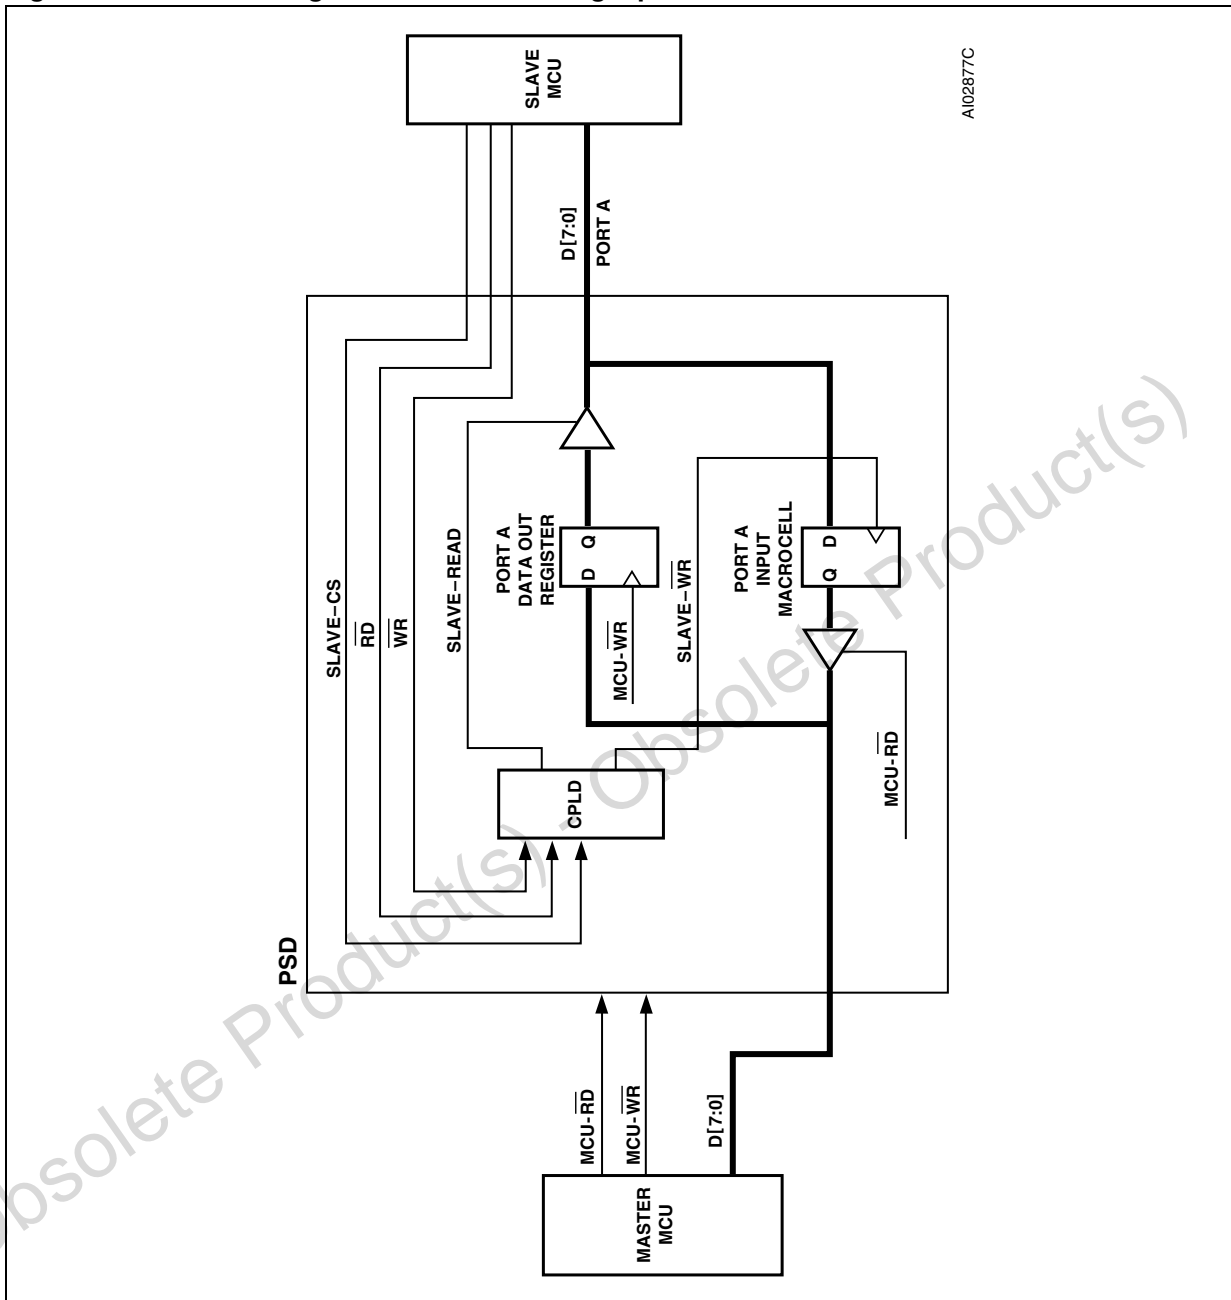 SLAVE
MCU
AI02877C
D[7:0]
PORT A
SLAVE–CS
RD
WR
SLAVE–READ
PORT A
DATA OUT
REGISTER
D Q
MCU-WR
SLAVE–WR
PORT A
INPUT
MACROCELL
Q D
MCU-RD
CPLD
PSD
MCU-RD
MCU-WR
D[7:0]
MASTER
MCU
Obsolete Product(s) - Obsolete Product(s)